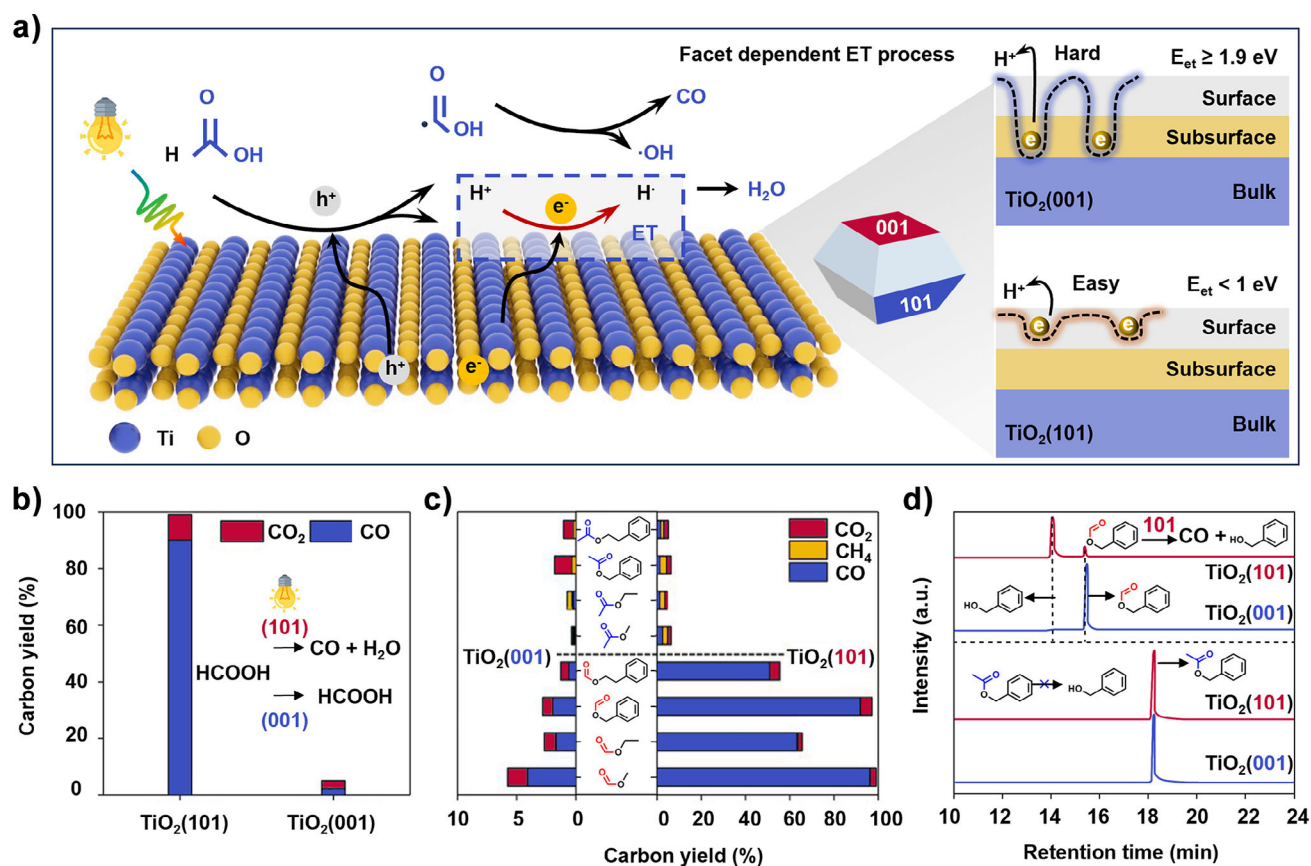 a)
Facet dependent ET process
O
H
OH
h⁺
O
OH
CO
·OH
H⁺
H·
H₂O
e⁻
ET
h⁺
e⁻
Ti
O
001
101
H⁺
Hard
Eet ≥ 1.9 eV
Surface
e
e
Subsurface
TiO₂(001)
Bulk
H⁺
Easy
Eet < 1 eV
e
e
Surface
Subsurface
TiO₂(101)
Bulk
b)
Carbon yield (%)
100
80
60
40
20
0
CO₂
CO
(101)
CO + H₂O
HCOOH
HCOOH
(001)
TiO₂(101)
TiO₂(001)
c)
CO₂
CH₄
CO
O
O
O
O
O
O
O
O
TiO₂(001)
TiO₂(101)
O
O
O
O
O
O
O
O
10
5
0
0
20
40
60
80
100
Carbon yield (%)
d)
Intensity (a.u.)
O
O
101
CO +
HO
TiO₂(101)
HO
O
O
TiO₂(001)
O
O
HO
O
O
TiO₂(101)
TiO₂(001)
10
12
14
16
18
20
22
24
Retention time (min)